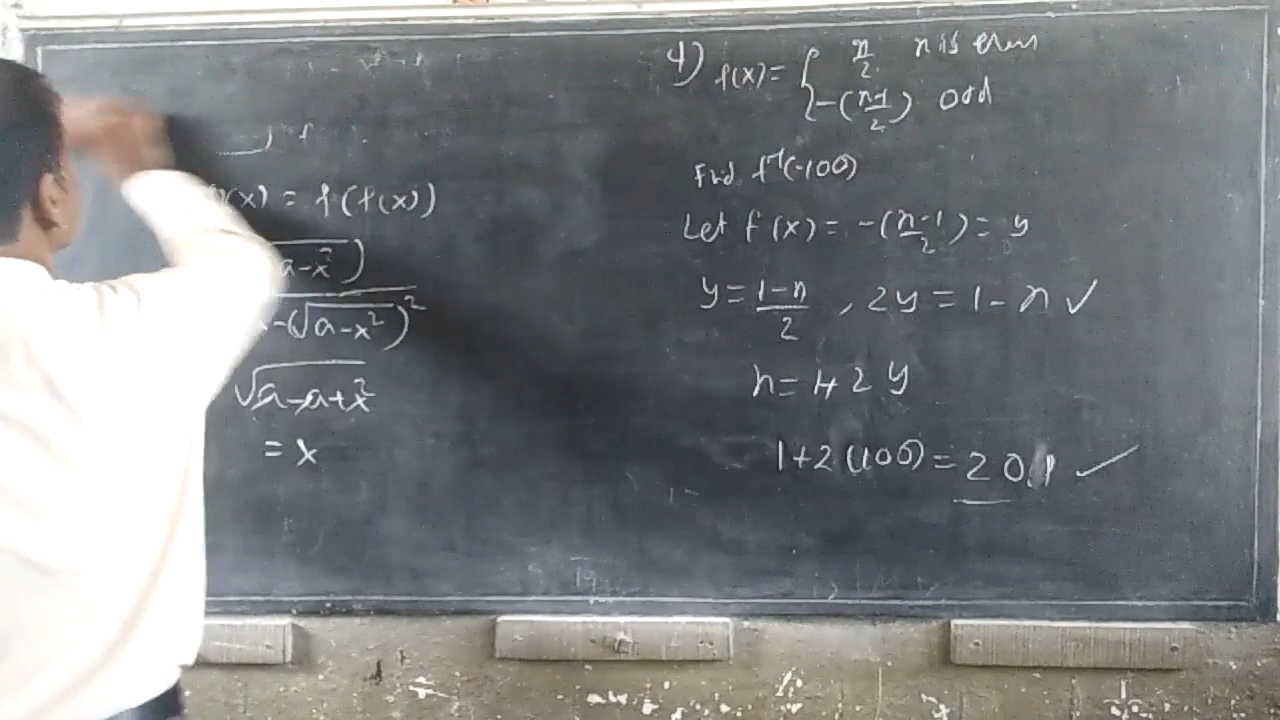 (x) = f(f(x))
a-x²)
-(√a-x²)²
√a-a+x²
= x
4) f(x) = { n/2 n is even
-(n-1/2) odd
Find f⁻¹(-100)
Let f(x) = -(n-1/2) = y
y = 1-n/2 , 2y = 1-n ✓
n = 1+2y
1+2(100) = 201 ✓